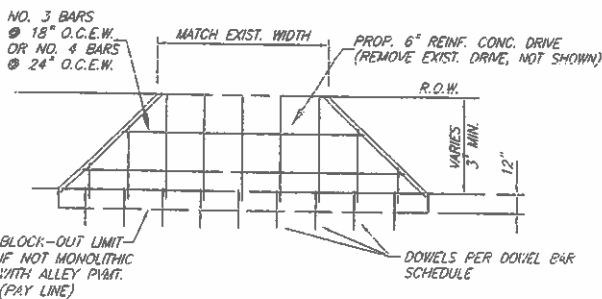 NO. 3 BARS
@ 18" O.C.E.W.
OR NO. 4 BARS
@ 24" O.C.E.W.
MATCH EXIST. WIDTH
PROP. 6" REINF. CONC. DRIVE
(REMOVE EXIST. DRIVE, NOT SHOWN)
R.O.W.
VARIES
3' MIN.
12"
BLOCK-OUT LIMIT
IF NOT MONOLITHIC
WITH ALLEY PVMT.
(PAY LINE)
DOWELS PER DOWEL BAR
SCHEDULE